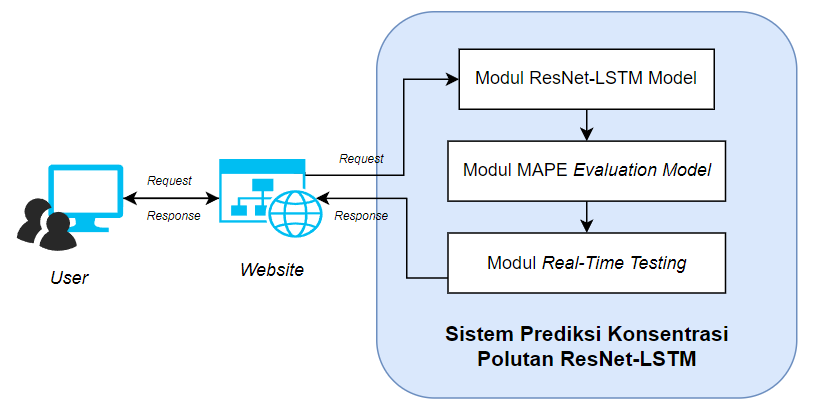 Modul ResNet-LSTM Model
Request
Modul MAPE Evaluation Model
Request
Response
Response
User
Website
Modul Real-Time Testing
Sistem Prediksi Konsentrasi
Polutan ResNet-LSTM